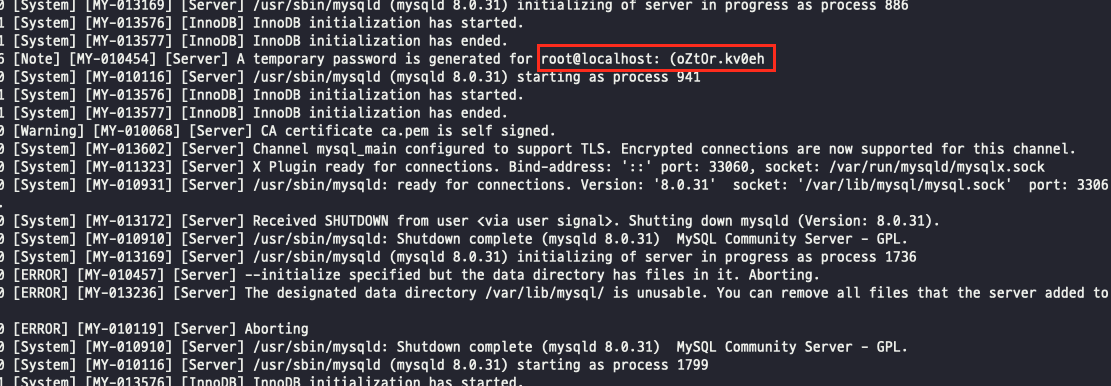 0 [System] [MY-013169] [Server] /usr/sbin/mysqld (mysqld 8.0.31) initializing of server in progress as process 886
1 [System] [MY-013576] [InnoDB] InnoDB initialization has started.
1 [System] [MY-013577] [InnoDB] InnoDB initialization has ended.
6 [Note] [MY-010454] [Server] A temporary password is generated for root@localhost: (oZtOr.kv0eh
0 [System] [MY-010116] [Server] /usr/sbin/mysqld (mysqld 8.0.31) starting as process 941
1 [System] [MY-013576] [InnoDB] InnoDB initialization has started.
1 [System] [MY-013577] [InnoDB] InnoDB initialization has ended.
0 [Warning] [MY-010068] [Server] CA certificate ca.pem is self signed.
0 [System] [MY-013602] [Server] Channel mysql_main configured to support TLS. Encrypted connections are now supported for this channel.
0 [System] [MY-011323] [Server] X Plugin ready for connections. Bind-address: '::' port: 33060, socket: /var/run/mysqld/mysqlx.sock
0 [System] [MY-010931] [Server] /usr/sbin/mysqld: ready for connections. Version: '8.0.31'  socket: '/var/lib/mysql/mysql.sock'  port: 3306
.
0 [System] [MY-013172] [Server] Received SHUTDOWN from user <via user signal>. Shutting down mysqld (Version: 8.0.31).
0 [System] [MY-010910] [Server] /usr/sbin/mysqld: Shutdown complete (mysqld 8.0.31)  MySQL Community Server - GPL.
0 [System] [MY-013169] [Server] /usr/sbin/mysqld (mysqld 8.0.31) initializing of server in progress as process 1736
0 [ERROR] [MY-010457] [Server] --initialize specified but the data directory has files in it. Aborting.
0 [ERROR] [MY-013236] [Server] The designated data directory /var/lib/mysql/ is unusable. You can remove all files that the server added to
0 [ERROR] [MY-010119] [Server] Aborting
0 [System] [MY-010910] [Server] /usr/sbin/mysqld: Shutdown complete (mysqld 8.0.31)  MySQL Community Server - GPL.
0 [System] [MY-010116] [Server] /usr/sbin/mysqld (mysqld 8.0.31) starting as process 1799
1 [System] [MY-013576] [InnoDB] InnoDB initialization has started.